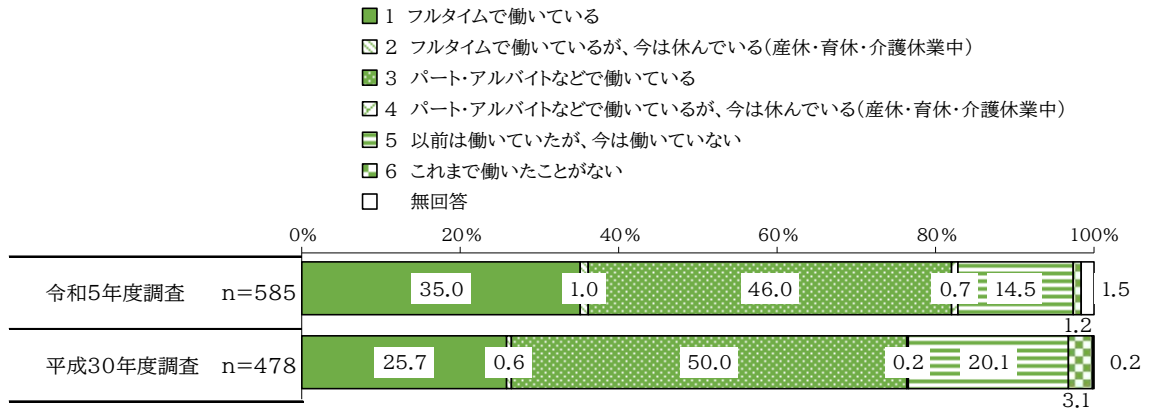 1 フルタイムで働いている
2 フルタイムで働いているが、今は休んでいる(産休・育休・介護休業中)
3 パート・アルバイトなどで働いている
4 パート・アルバイトなどで働いているが、今は休んでいる(産休・育休・介護休業中)
5 以前は働いていたが、今は働いていない
6 これまで働いたことがない
無回答
0% 20% 40% 60% 80% 100%
令和5年度調査 n=585 35.0 1.0 46.0 0.7 14.5 1.5
1.2
平成30年度調査 n=478 25.7 0.6 50.0 0.2 20.1 0.2
3.1